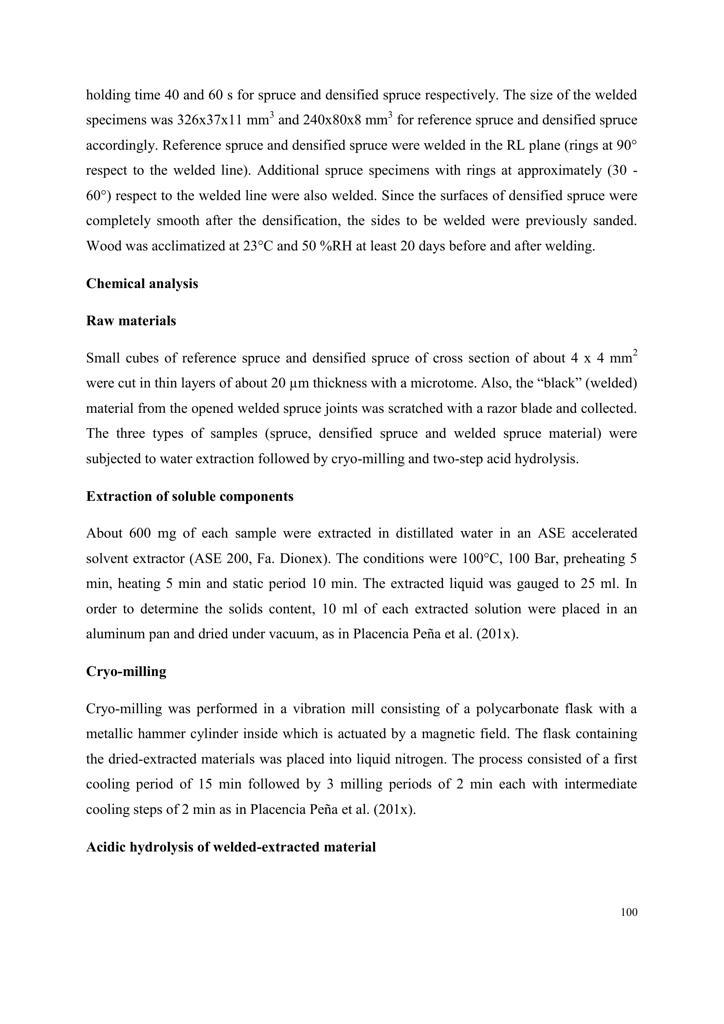 holding time 40 and 60 s for spruce and densified spruce respectively. The size of the welded
specimens was 326x37x11 mm³ and 240x80x8 mm³ for reference spruce and densified spruce
accordingly. Reference spruce and densified spruce were welded in the RL plane (rings at 90°
respect to the welded line). Additional spruce specimens with rings at approximately (30 -
60°) respect to the welded line were also welded. Since the surfaces of densified spruce were
completely smooth after the densification, the sides to be welded were previously sanded.
Wood was acclimatized at 23°C and 50 %RH at least 20 days before and after welding.
Chemical analysis
Raw materials
Small cubes of reference spruce and densified spruce of cross section of about 4 x 4 mm²
were cut in thin layers of about 20 µm thickness with a microtome. Also, the “black” (welded)
material from the opened welded spruce joints was scratched with a razor blade and collected.
The three types of samples (spruce, densified spruce and welded spruce material) were
subjected to water extraction followed by cryo-milling and two-step acid hydrolysis.
Extraction of soluble components
About 600 mg of each sample were extracted in distillated water in an ASE accelerated
solvent extractor (ASE 200, Fa. Dionex). The conditions were 100°C, 100 Bar, preheating 5
min, heating 5 min and static period 10 min. The extracted liquid was gauged to 25 ml. In
order to determine the solids content, 10 ml of each extracted solution were placed in an
aluminum pan and dried under vacuum, as in Placencia Peña et al. (201x).
Cryo-milling
Cryo-milling was performed in a vibration mill consisting of a polycarbonate flask with a
metallic hammer cylinder inside which is actuated by a magnetic field. The flask containing
the dried-extracted materials was placed into liquid nitrogen. The process consisted of a first
cooling period of 15 min followed by 3 milling periods of 2 min each with intermediate
cooling steps of 2 min as in Placencia Peña et al. (201x).
Acidic hydrolysis of welded-extracted material
100